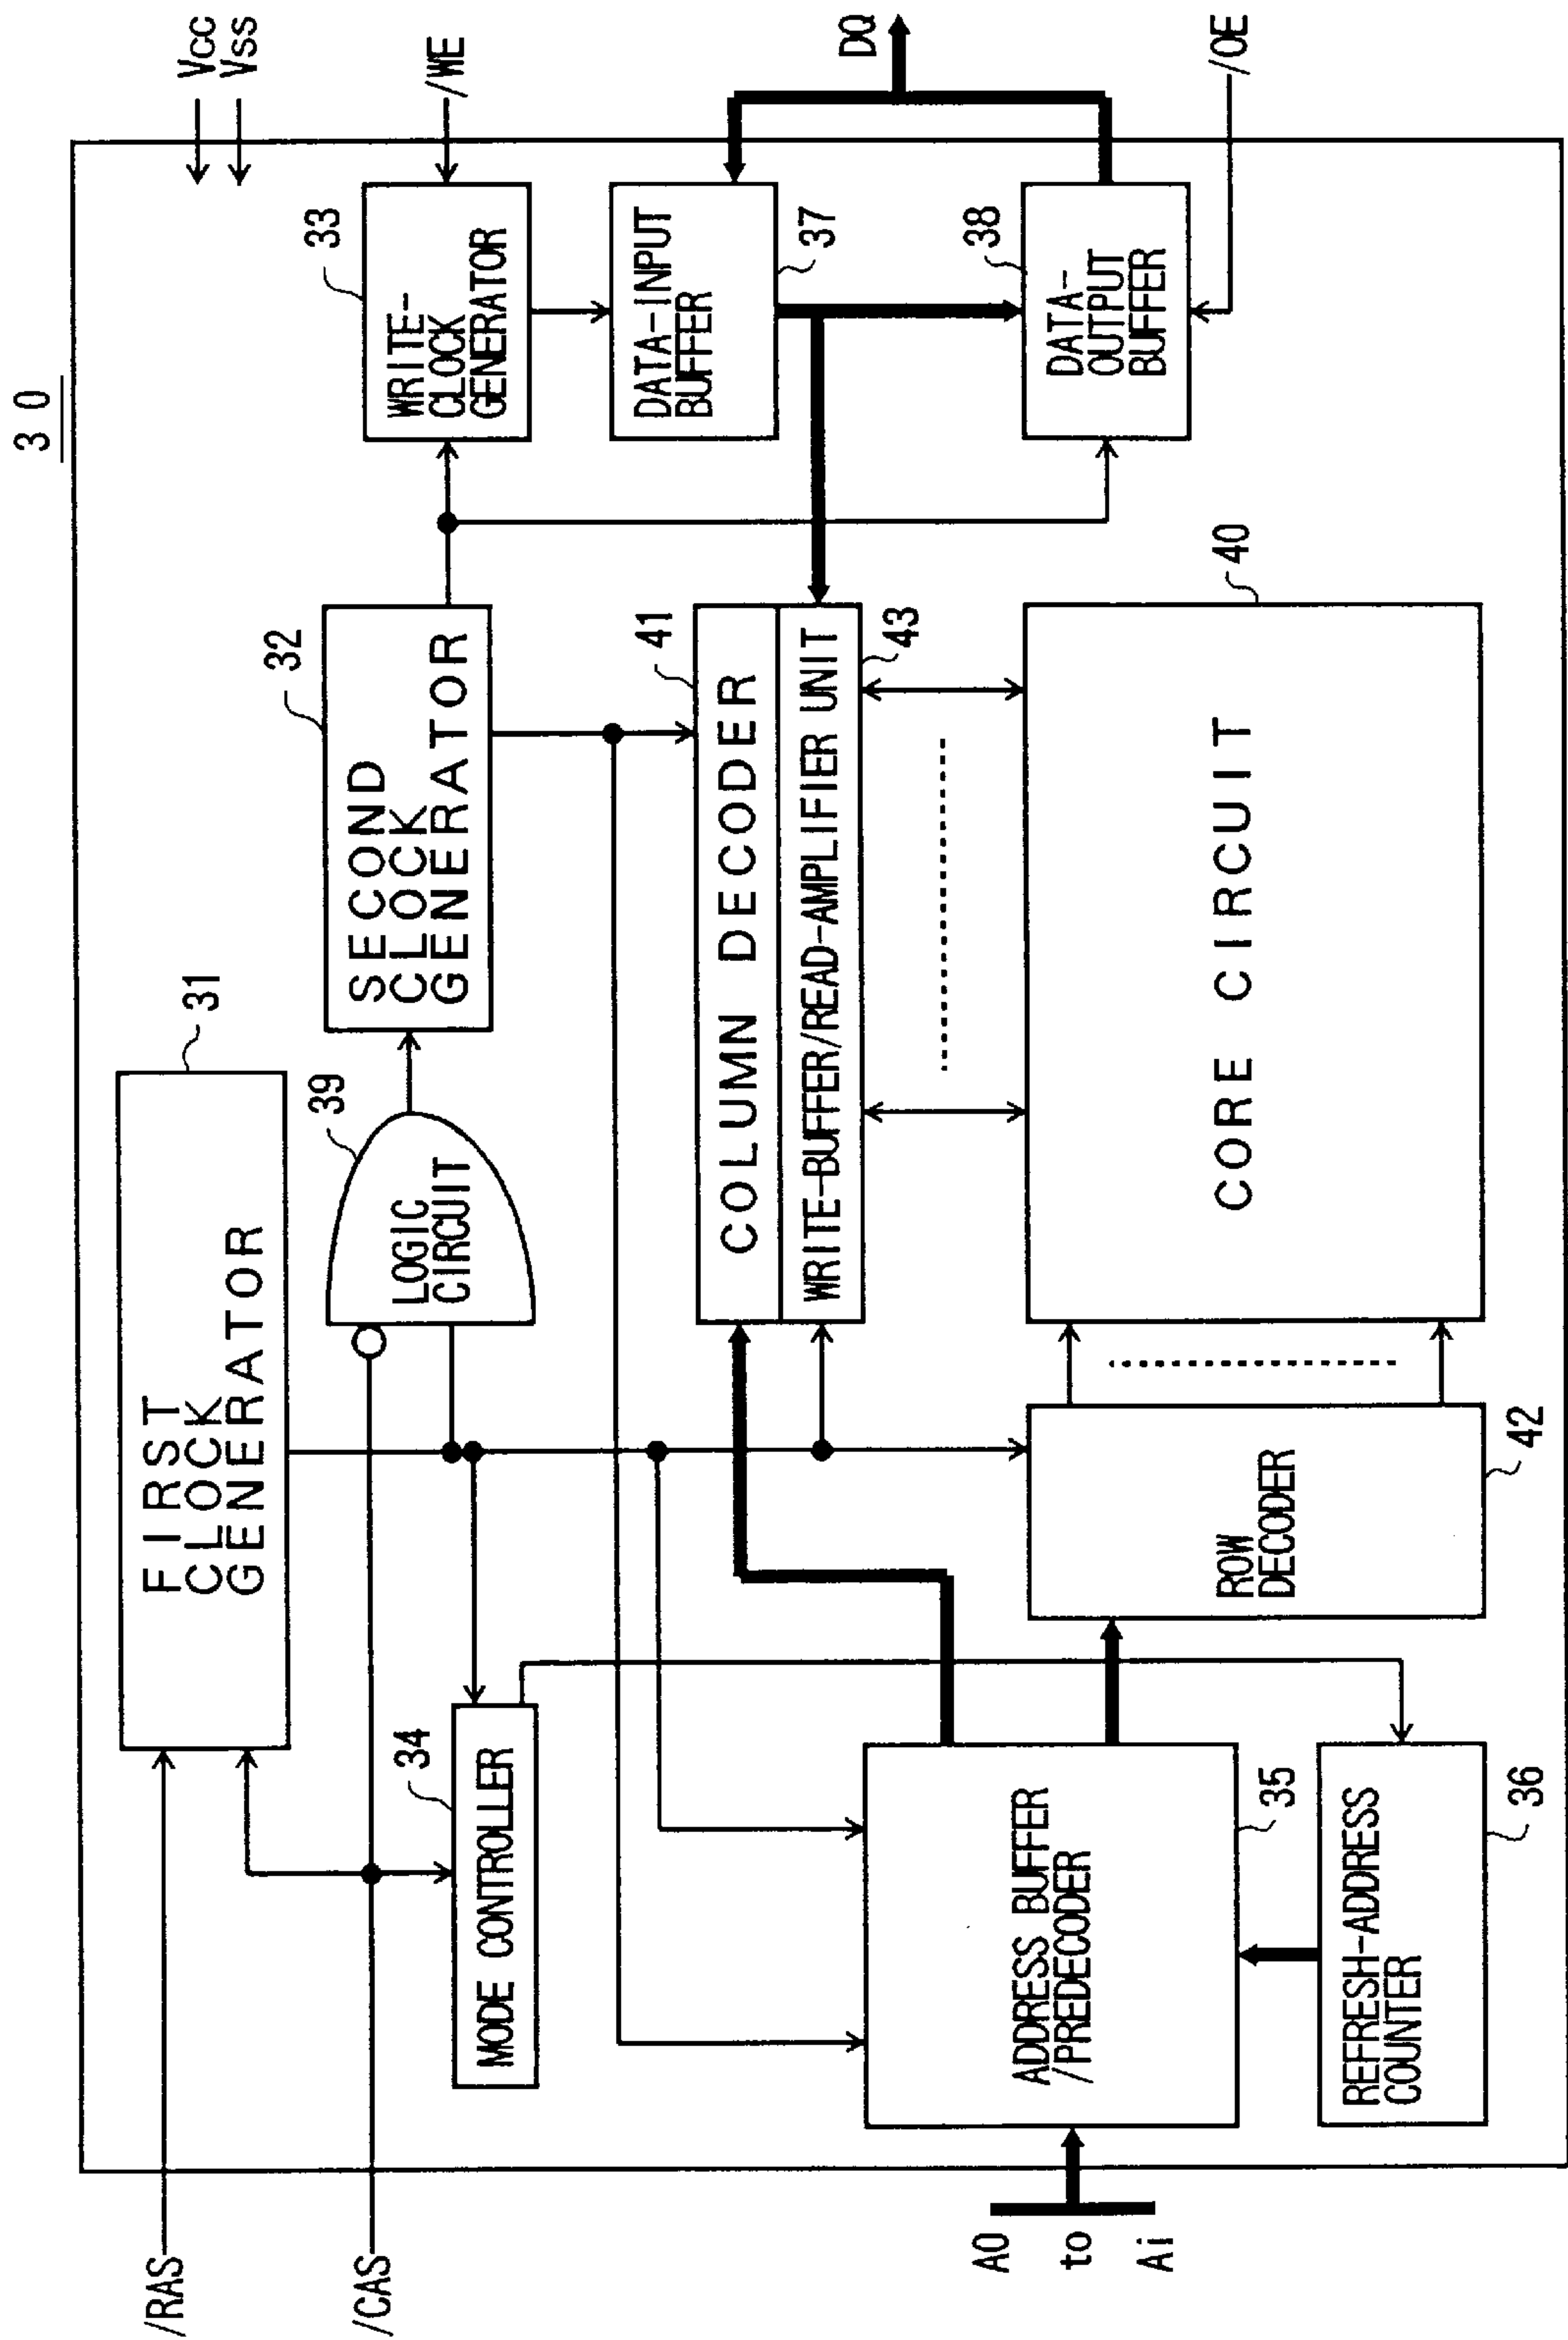 30
Vcc
Vss
/RAS
/CAS
/WE
/OE
DQ
A0
to
Ai
FIRST
CLOCK
GENERATOR
31
LOGIC
CIRCUIT
39
SECOND
CLOCK
GENERATOR
32
WRITE-
CLOCK
GENERATOR
33
MODE CONTROLLER
34
DATA-INPUT
BUFFER
37
COLUMN DECODER
41
WRITE-BUFFER/READ-AMPLIFIER UNIT
43
DATA-
OUTPUT
BUFFER
38
ADDRESS BUFFER
/PREDECODER
35
ROW
DECODER
42
CORE CIRCUIT
40
REFRESH-ADDRESS
COUNTER
36